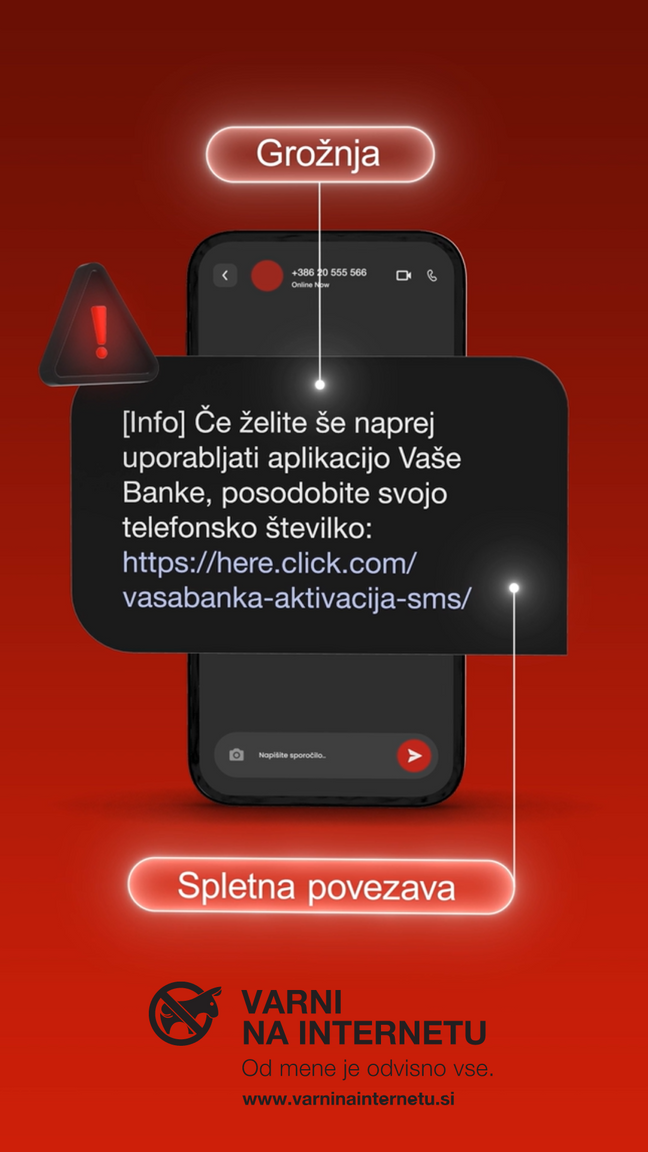 Grožnja
+386 20 555 566
Online Now
[Info] Če želite še naprej
uporabljati aplikacijo Vaše
Banke, posodobite svojo
telefonsko številko:
https://here.click.com/
vasabanka-aktivacija-sms/
Napišite sporočilo..
Spletna povezava
VARNI
NA INTERNETU
Od mene je odvisno vse.
www.varninainternetu.si